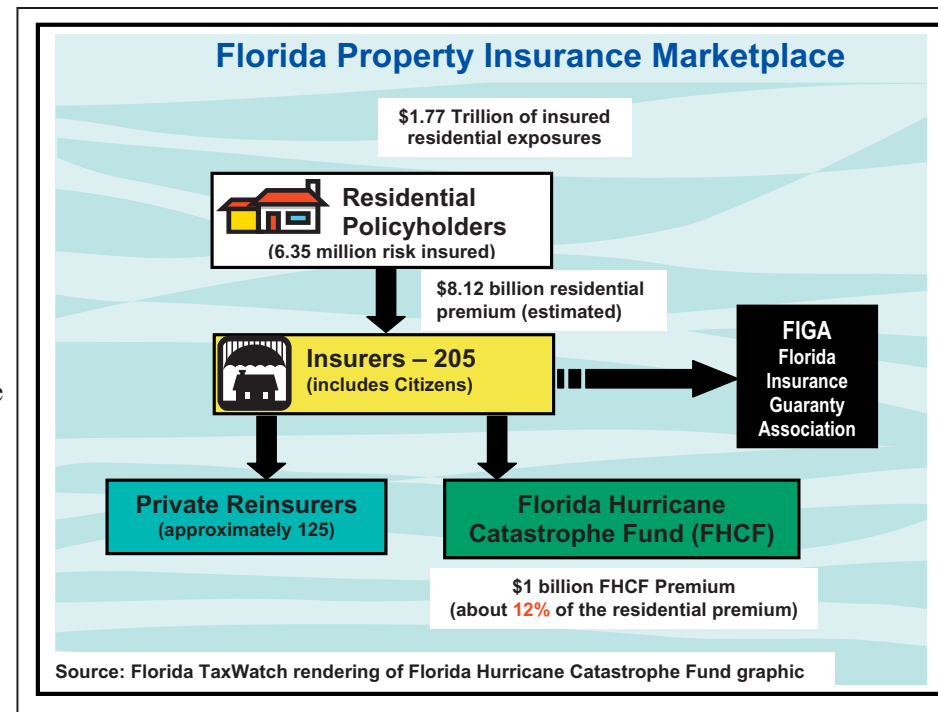 Florida Property Insurance Marketplace
$1.77 Trillion of insured
residential exposures
Residential
Policyholders
(6.35 million risk insured)
$8.12 billion residential
premium (estimated)
Insurers – 205
(includes Citizens)
FIGA
Florida
Insurance
Guaranty
Association
Private Reinsurers
(approximately 125)
Florida Hurricane
Catastrophe Fund (FHCF)
$1 billion FHCF Premium
(about 12% of the residential premium)
Source: Florida TaxWatch rendering of Florida Hurricane Catastrophe Fund graphic